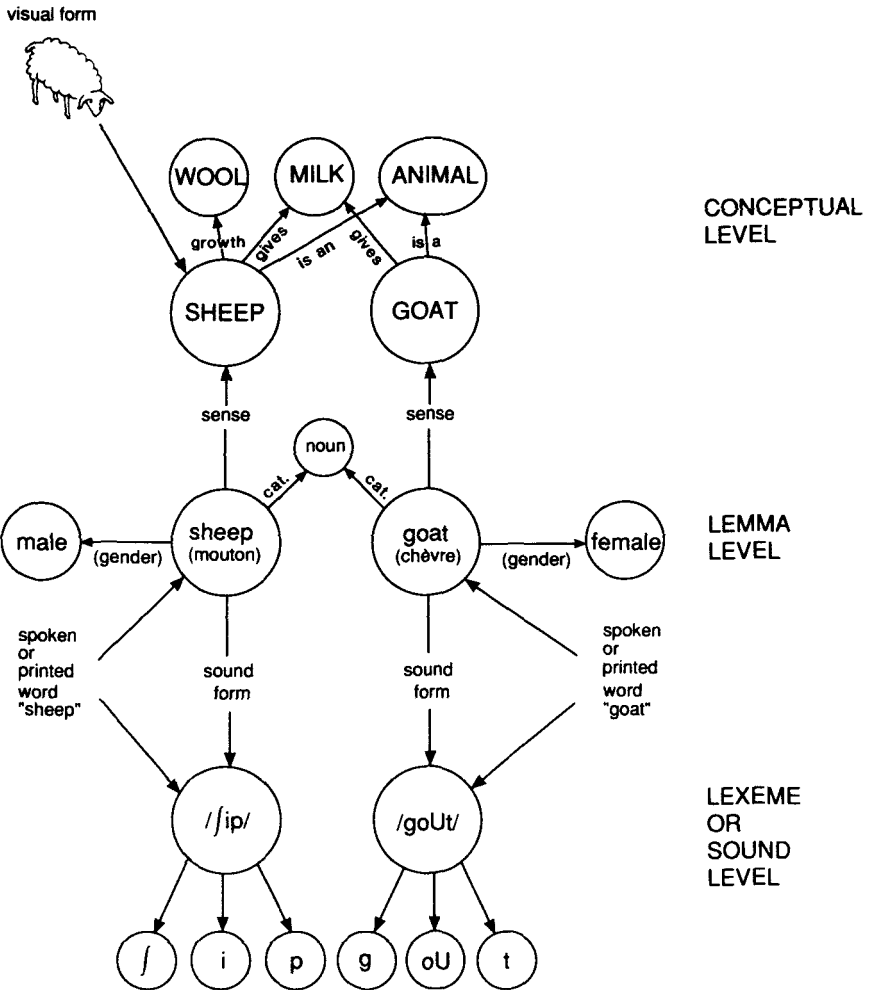 visual form
WOOL
MILK
ANIMAL
CONCEPTUAL
LEVEL
growth
gives
is an
gives
is a
SHEEP
GOAT
sense
sense
noun
cat.
cat.
male
(gender)
sheep
(mouton)
goat
(chèvre)
(gender)
female
LEMMA
LEVEL
spoken
or
printed
word
"sheep"
sound
form
sound
form
spoken
or
printed
word
"goat"
/ʃip/
/goUt/
LEXEME
OR
SOUND
LEVEL
ʃ
i
p
g
oU
t